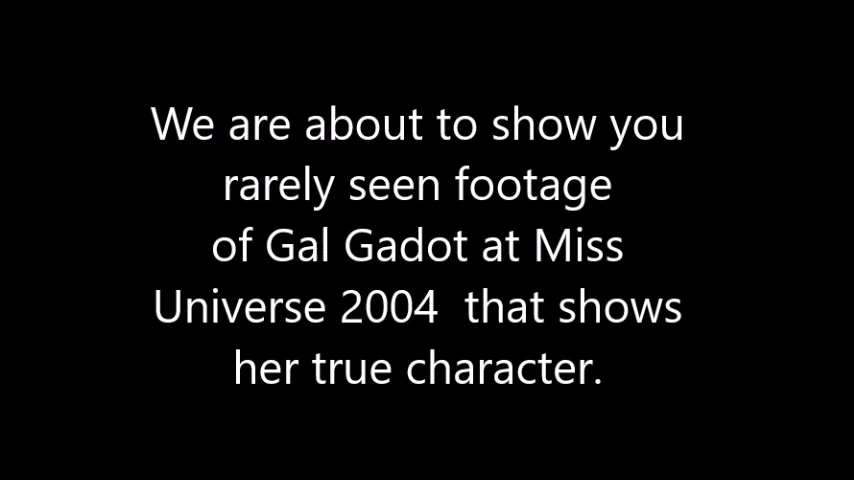 We are about to show you
rarely seen footage
of Gal Gadot at Miss
Universe 2004  that shows
her true character.